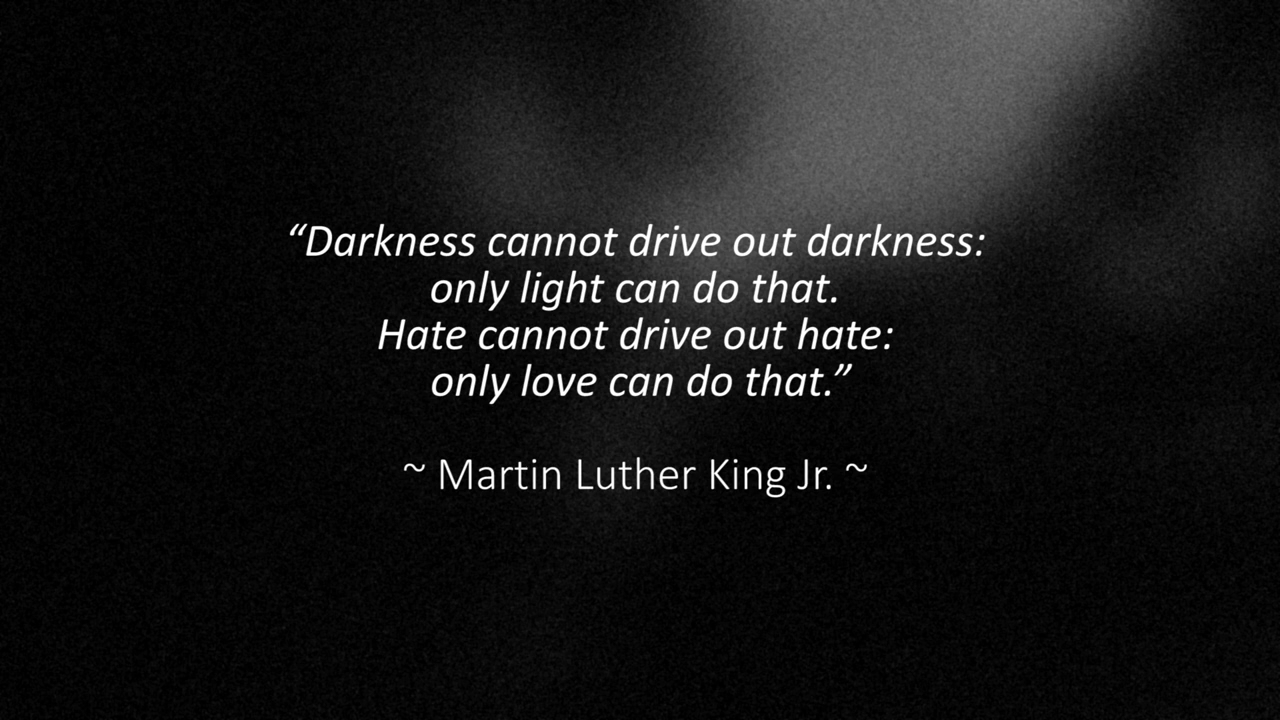 “Darkness cannot drive out darkness:
only light can do that.
Hate cannot drive out hate:
only love can do that.”
~ Martin Luther King Jr. ~